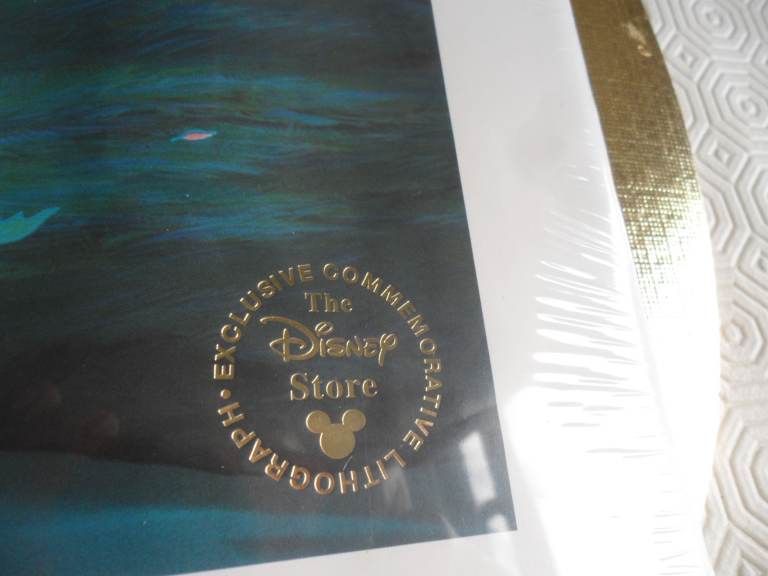 EXCLUSIVE COMMEMORATIVE LITHOGRAPH •
The
Disney
Store